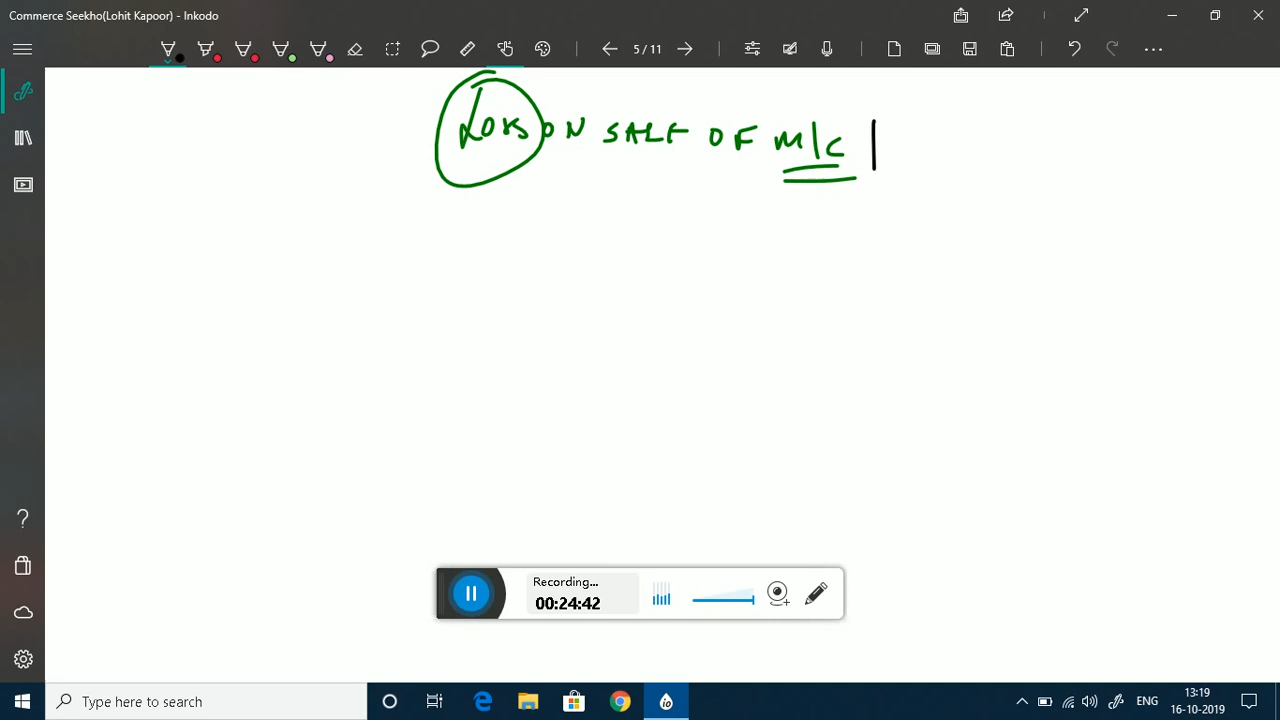 Commerce Seekho(Lohit Kapoor) - Inkodo
5 / 11
Loss ON SALE OF M/C |
Recording...
00:24:42
Type here to search
ENG
13:19
16-10-2019